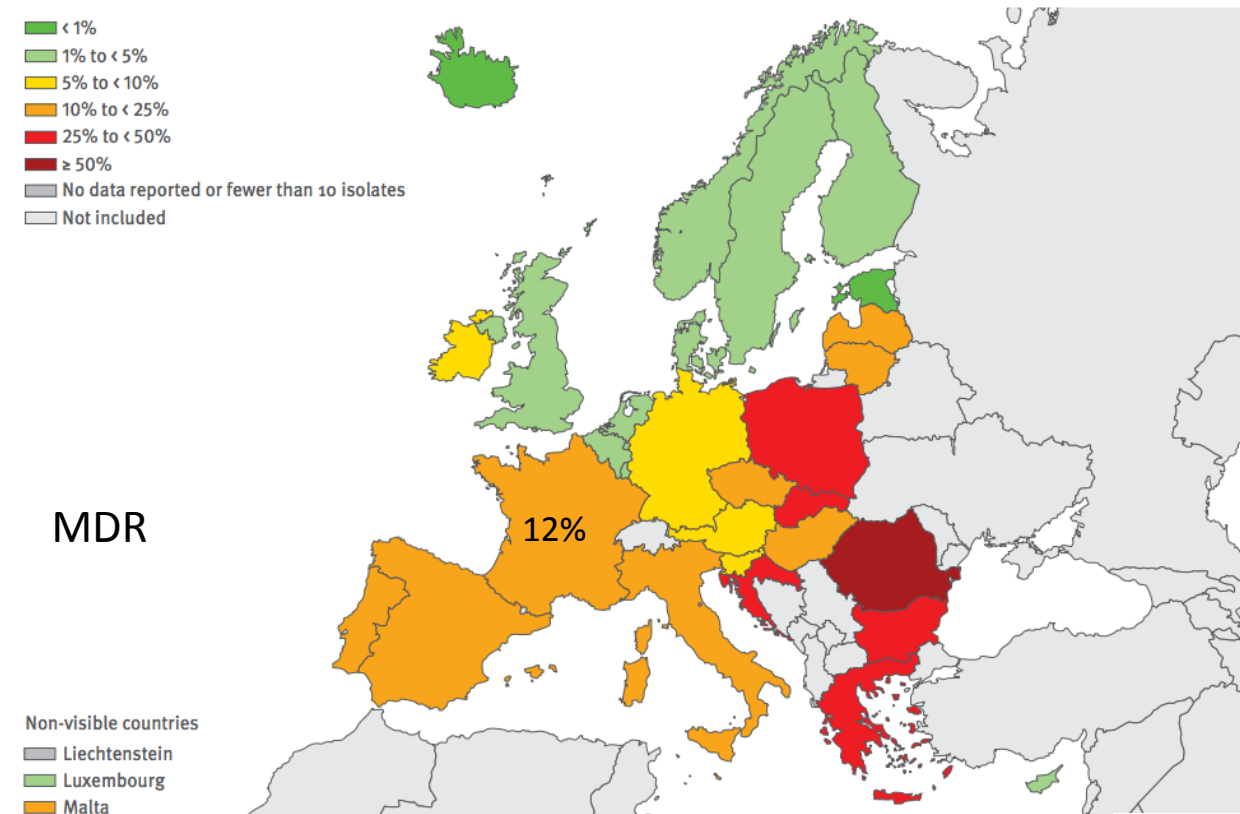 < 1%
1% to < 5%
5% to < 10%
10% to < 25%
25% to < 50%
≥ 50%
No data reported or fewer than 10 isolates
Not included
MDR
12%
Non-visible countries
Liechtenstein
Luxembourg
Malta